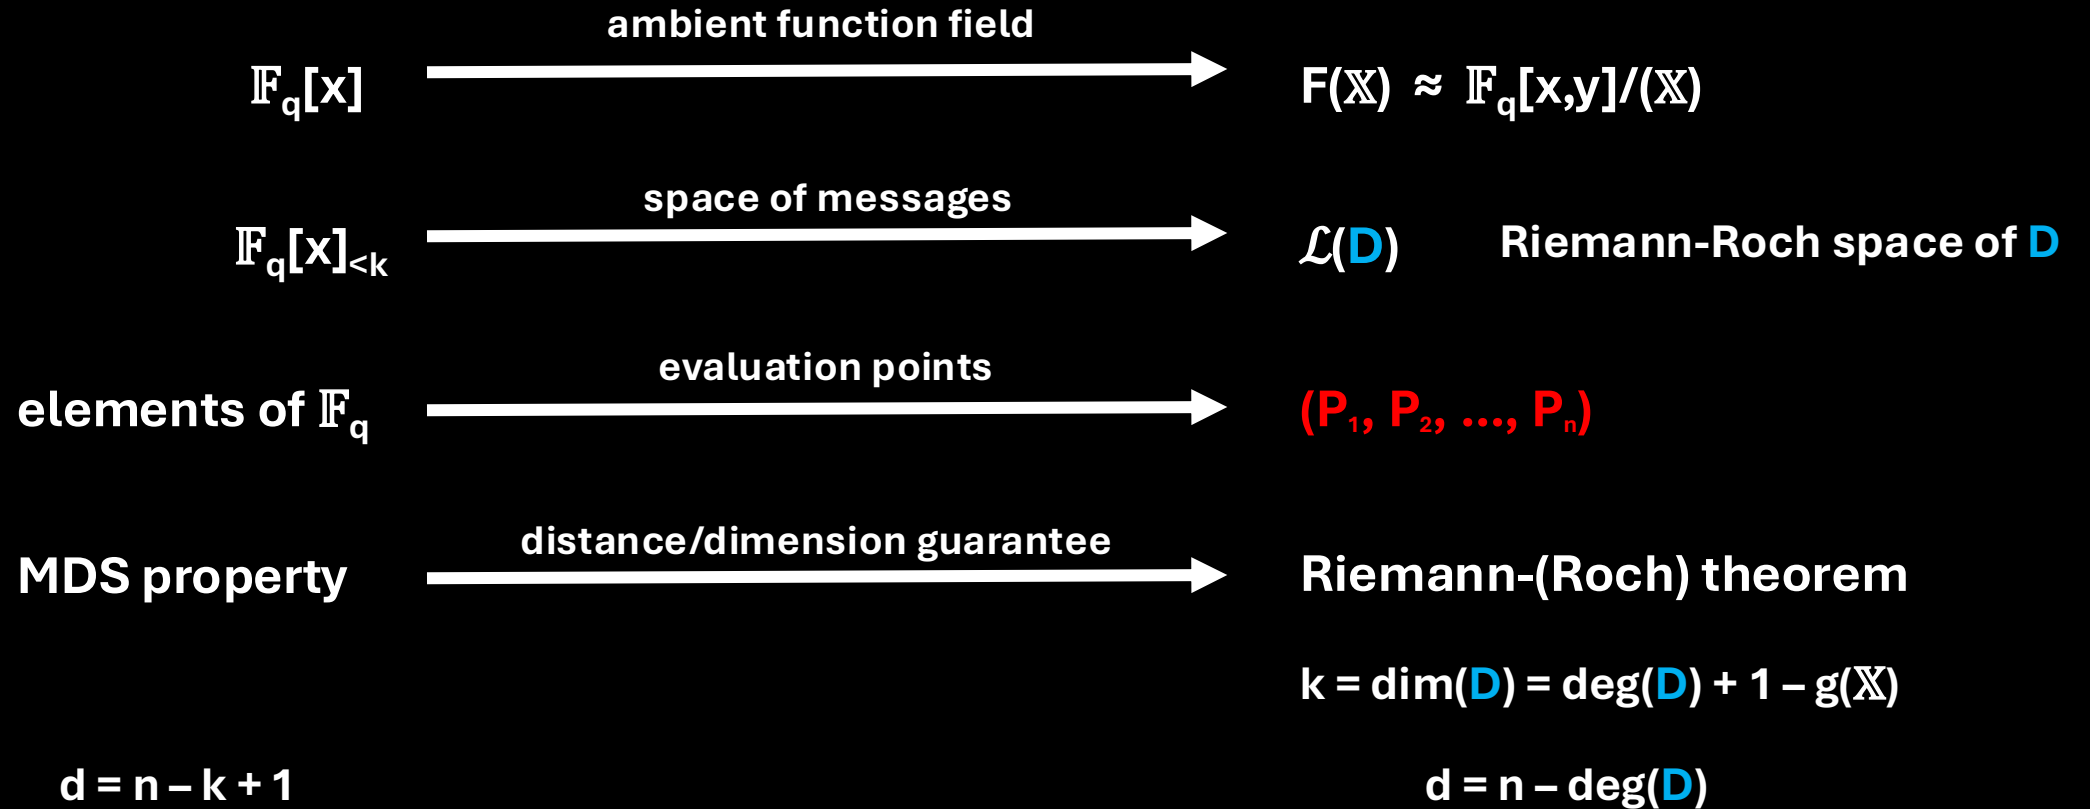 ambient function field
𝔽q[x] F(𝕏) ≈ 𝔽q[x,y]/(𝕏)
space of messages
𝔽q[x]<k ℒ(D) Riemann-Roch space of D
evaluation points
elements of 𝔽q (P1, P2, ..., Pn)
distance/dimension guarantee
MDS property Riemann-(Roch) theorem
k = dim(D) = deg(D) + 1 – g(𝕏)
d = n – k + 1 d = n – deg(D)